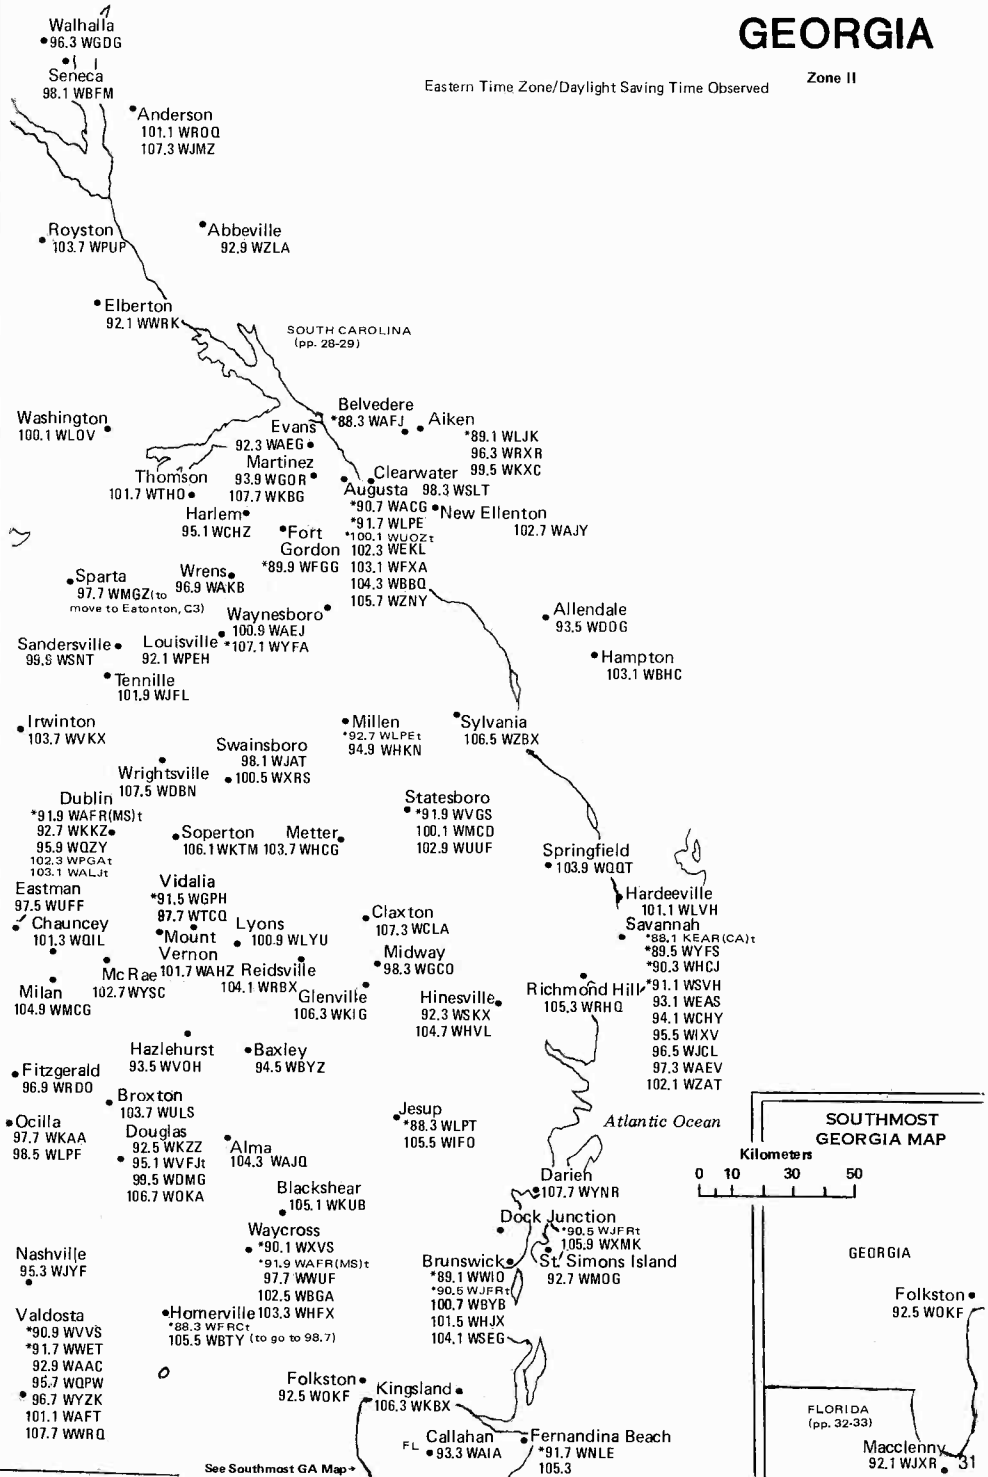 GEORGIA
Zone II
Eastern Time Zone/Daylight Saving Time Observed
Walhalla
•96.3 WGDG
Seneca
98.1 WBFM
Anderson
101.1 WROQ
107.3 WJMZ
Royston
103.7 WPUP
Abbeville
92.9 WZLA
Elberton
92.1 WWRK
SOUTH CAROLINA
(pp. 28-29)
Belvedere
*88.3 WAFJ
Aiken
*89.1 WLJK
96.3 WRXR
99.5 WKXC
Washington
100.1 WLOV
Evans
92.3 WAEG
Martinez
93.9 WGOR
107.7 WKBG
Thomson
101.7 WTHO
Clearwater
98.3 WSLT
Augusta
*90.7 WACG
*91.7 WLPE
*100.1 WUOZt
102.3 WEKL
103.1 WFXA
104.3 WBBQ
105.7 WZNY
New Ellenton
102.7 WAJY
Harlem
95.1 WCHZ
Fort
Gordon
*89.9 WFGG
Sparta
97.7 WMGZ(to
move to Eatonton, C3)
Wrens
96.9 WAKB
Waynesboro
100.9 WAEJ
*107.1 WYFA
Allendale
93.5 WDOG
Sandersville
99.9 WSNT
Louisville
92.1 WPEH
Hampton
103.1 WBHC
Tennille
101.9 WJFL
Irwinton
103.7 WVKX
Millen
*92.7 WLPEt
94.9 WHKN
Sylvania
106.5 WZBX
Swainsboro
98.1 WJAT
100.5 WXRS
Wrightsville
107.5 WDBN
Dublin
*91.9 WAFR(MS)t
92.7 WKKZ
95.9 WQZY
102.3 WPGAt
103.1 WALJt
Statesboro
*91.9 WVGS
100.1 WMCD
102.9 WUUF
Soperton
106.1 WKTM
Metter
103.7 WHCG
Springfield
103.9 WQQT
Eastman
97.5 WUFF
Vidalia
*91.5 WGPH
97.7 WTCQ
Hardeeville
101.1 WLVH
Chauncey
101.3 WQIL
Mount
Vernon
101.7 WAHZ
Lyons
100.9 WLYU
Claxton
107.3 WCLA
Savannah
*88.1 KEAR(CA)t
*89.5 WYFS
*90.3 WHCJ
*91.1 WSVH
93.1 WEAS
94.1 WCHY
95.5 WIXV
96.5 WJCL
97.3 WAEV
102.1 WZAT
Midway
98.3 WGCO
McRae
102.7 WYSC
Reidsville
104.1 WRBX
Milan
104.9 WMCG
Glenville
106.3 WKIG
Hinesville
92.3 WSKX
104.7 WHVL
Richmond Hill
105.3 WRHQ
Hazlehurst
93.5 WVOH
Baxley
94.5 WBYZ
Fitzgerald
96.9 WRDO
Broxton
103.7 WULS
Ocilla
97.7 WKAA
98.5 WLPF
Douglas
92.5 WKZZ
95.1 WVFJt
99.5 WDMG
106.7 WOKA
Alma
104.3 WAJQ
Jesup
*88.3 WLPT
105.5 WIFO
Atlantic Ocean
SOUTHMOST
GEORGIA MAP
Kilometers
0 10 30 50
Darien
107.7 WYNR
Blackshear
105.1 WKUB
Dock Junction
*90.5 WJFRt
105.9 WXMK
Waycross
*90.1 WXVS
*91.9 WAFR(MS)t
97.7 WWUF
102.5 WBGA
103.3 WHFX
Nashville
95.3 WJYF
Brunswick
*89.1 WWIO
*90.5 WJFRt
100.7 WBYB
101.5 WHJX
104.1 WSEG
St. Simons Island
92.7 WMOG
GEORGIA
Folkston
92.5 WOKF
Valdosta
*90.9 WVVS
*91.7 WWET
92.9 WAAC
95.7 WQPW
96.7 WYZK
101.1 WAFT
107.7 WWRQ
Homerville
*88.3 WFRCt
105.5 WBTY (to go to 98.7)
Folkston
92.5 WOKF
Kingsland
106.3 WKBX
FLORIDA
(pp. 32-33)
FL
Callahan
93.3 WAIA
Fernandina Beach
*91.7 WNLE
105.3
Macclenny
92.1 WJXR
31
See Southmost GA Map→